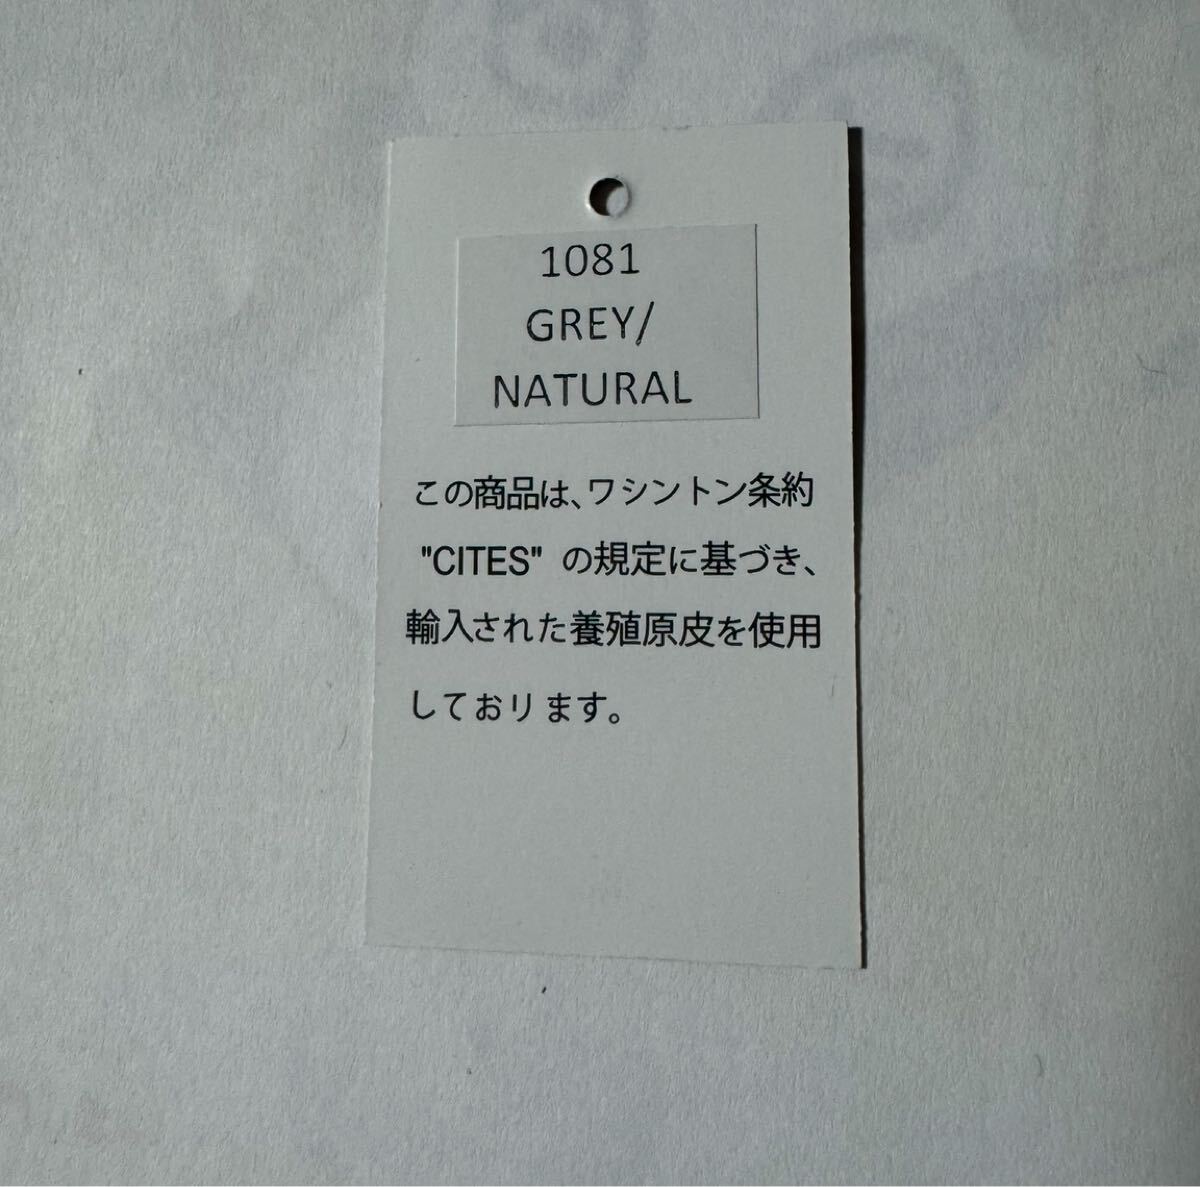 1081
GREY/
NATURAL
この商品は、ワシントン条約
"CITES" の規定に基づき、
輸入された養殖原皮を使用
しております。